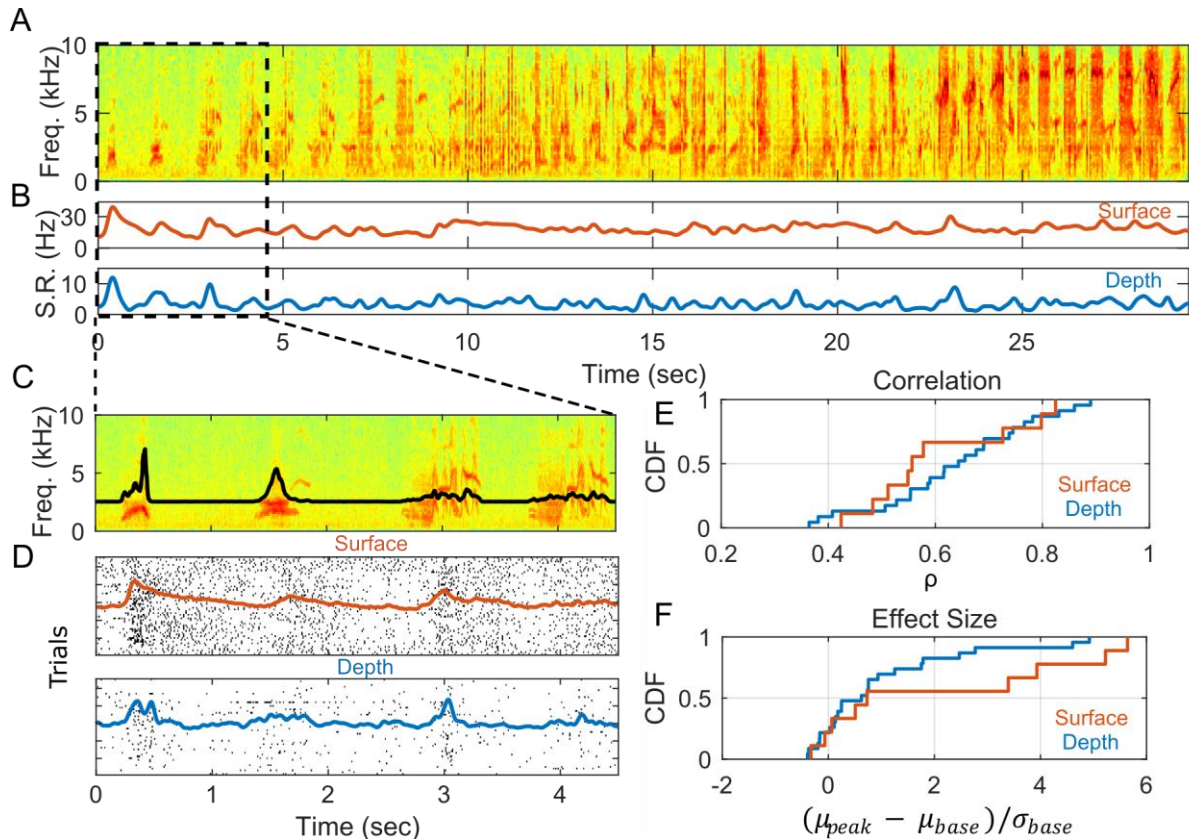 A
Freq. (kHz)
10
5
0
B
S.R. (Hz)
30
0
Surface
10
0
Depth
0 5 10 15 20 25
Time (sec)
C
Freq. (kHz)
10
5
0
D
Surface
Trials
Depth
0 1 2 3 4
Time (sec)
E
Correlation
CDF
1
0.5
0
Surface
Depth
0.2 0.4 0.6 0.8 1
ρ
F
Effect Size
CDF
1
0.5
0
Surface
Depth
-2 0 2 4 6
(μpeak − μbase)/σbase